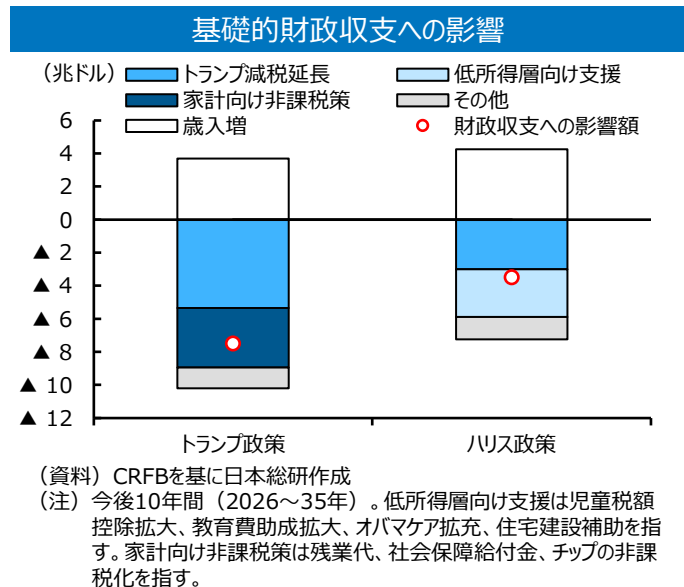 基礎的財政収支への影響
（兆ドル） トランプ減税延長 低所得層向け支援
家計向け非課税策 その他
歳入増 財政収支への影響額
6
4
2
0
▲ 2
▲ 4
▲ 6
▲ 8
▲ 10
▲ 12
トランプ政策 ハリス政策
（資料）CRFBを基に日本総研作成
（注）今後10年間（2026～35年）。低所得層向け支援は児童税額
控除拡大、教育費助成拡大、オバマケア拡充、住宅建設補助を指
す。家計向け非課税策は残業代、社会保障給付金、チップの非課
税化を指す。